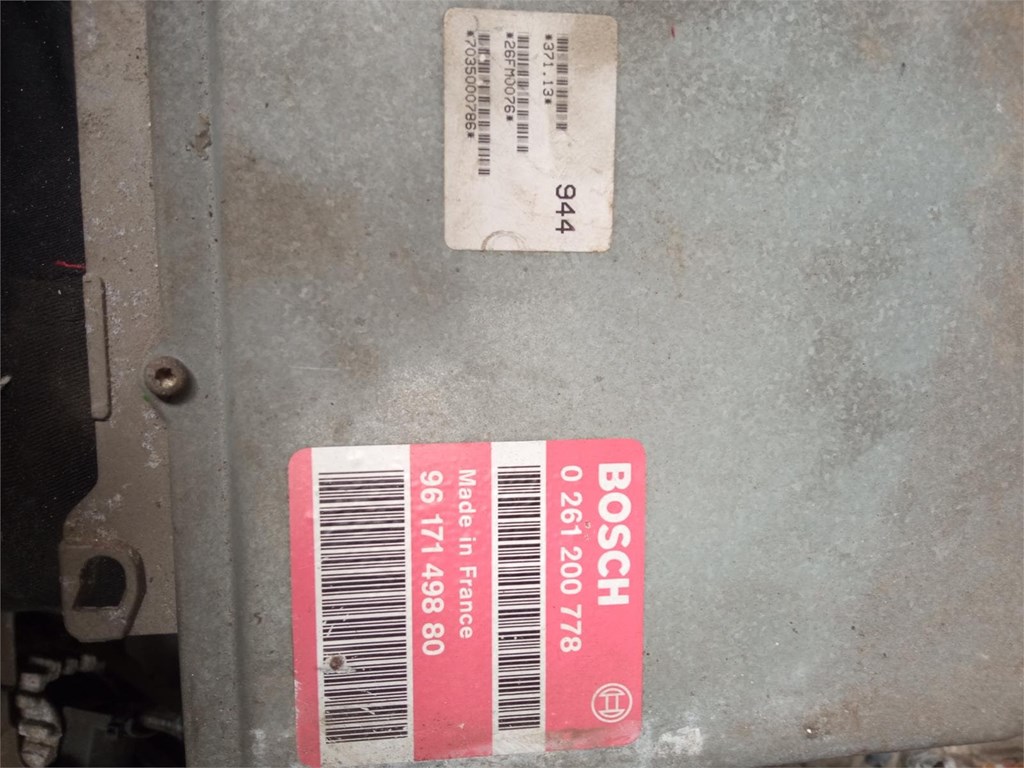 *371.13*
*26FM0076*
*7035000786*
944
BOSCH
0 261 200 778
Made in France
96 171 498 80